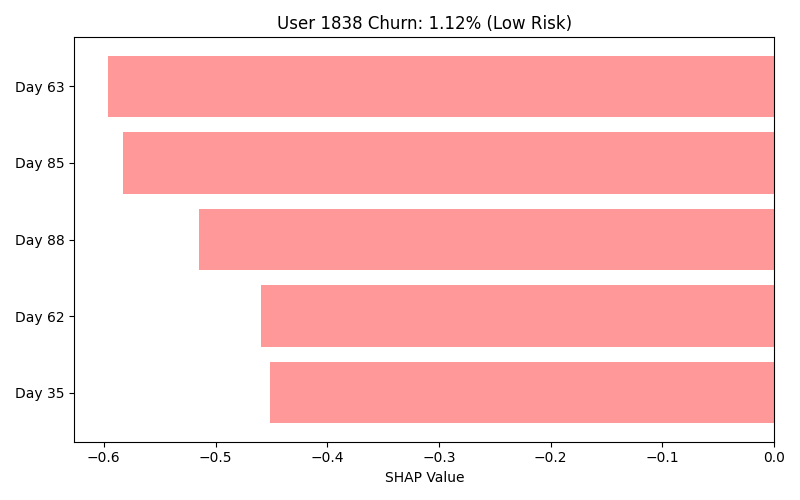 User 1838 Churn: 1.12% (Low Risk)
Day 63
Day 85
Day 88
Day 62
Day 35
−0.6 −0.5 −0.4 −0.3 −0.2 −0.1 0.0
SHAP Value